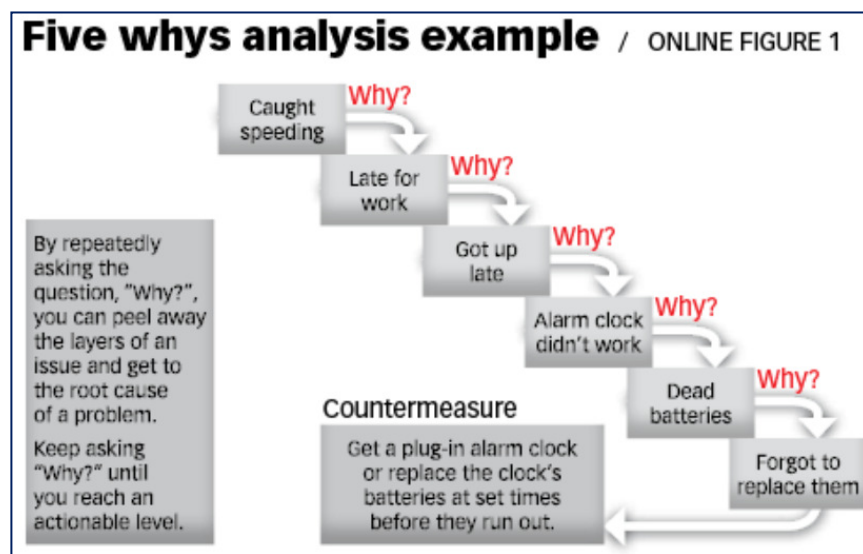 Five whys analysis example / ONLINE FIGURE 1
Caught
speeding
Why?
Late for
work
Why?
Got up
late
Why?
Alarm clock
didn't work
Why?
Dead
batteries
Why?
Forgot to
replace them
By repeatedly
asking the
question, "Why?",
you can peel away
the layers of an
issue and get to
the root cause
of a problem.
Keep asking
"Why?" until
you reach an
actionable level.
Countermeasure
Get a plug-in alarm clock
or replace the clock's
batteries at set times
before they run out.